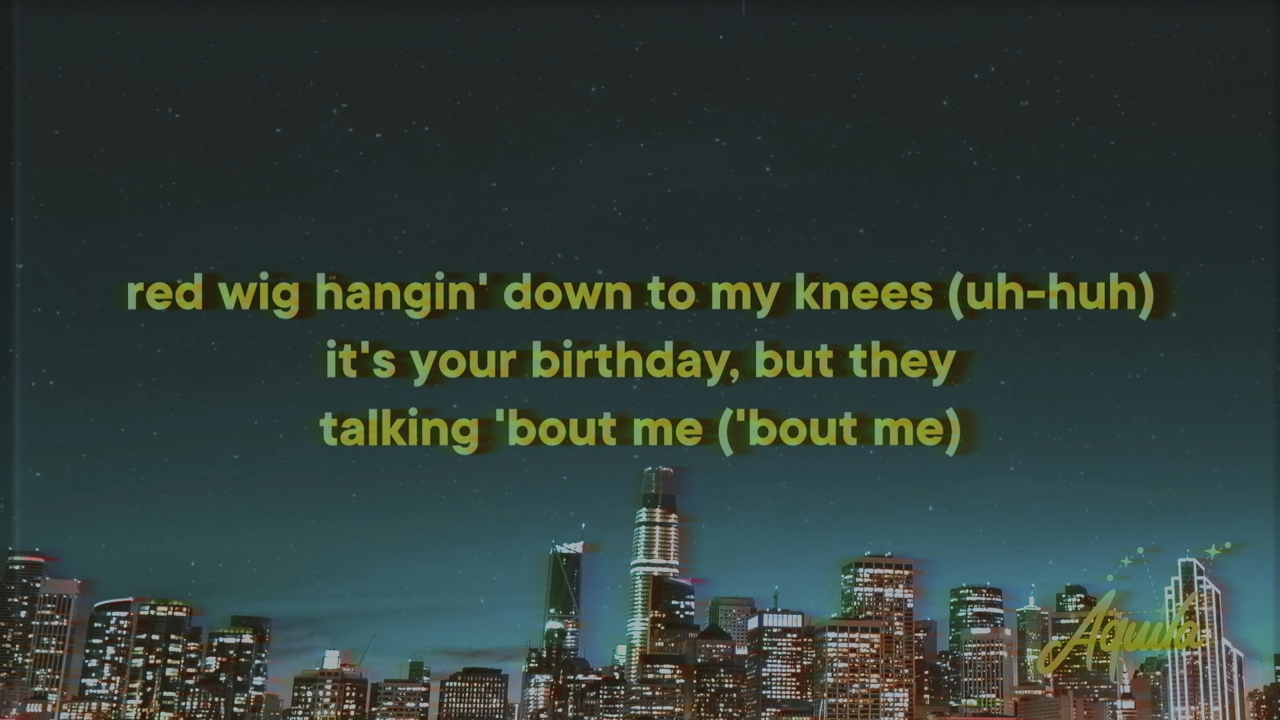 red wig hangin' down to my knees (uh-huh)
it's your birthday, but they
talking 'bout me ('bout me)
Aquila